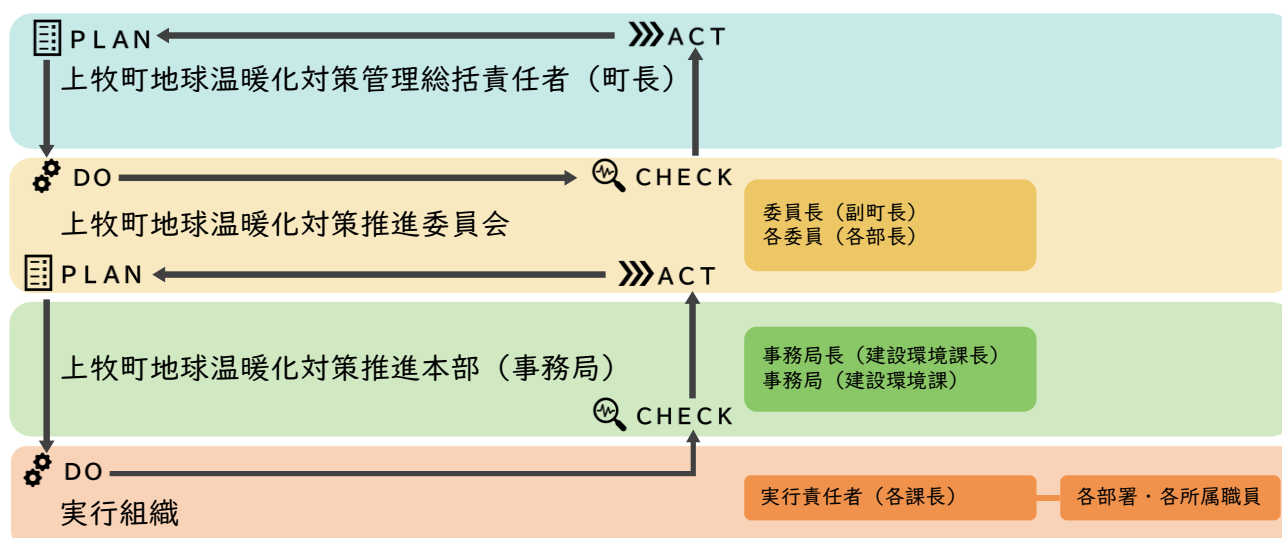 PLAN
ACT
上牧町地球温暖化対策管理総括責任者（町長）
DO
CHECK
上牧町地球温暖化対策推進委員会
委員長（副町長）
各委員（各部長）
PLAN
ACT
上牧町地球温暖化対策推進本部（事務局）
事務局長（建設環境課長）
事務局（建設環境課）
CHECK
DO
実行組織
実行責任者（各課長）
各部署・各所属職員